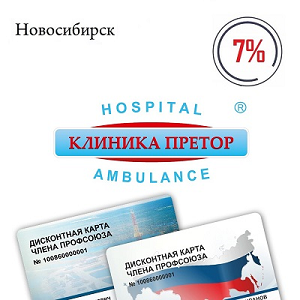 Новосибирск
7%
HOSPITAL ®
КЛИНИКА ПРЕТОР
AMBULANCE
ДИСКОНТНАЯ КАРТА
ЧЛЕНА ПРОФСОЮЗА
№ 100860000001
ДИСКОНТНАЯ КАРТА
ЧЛЕНА ПРОФСОЮЗА
№ 100860000001